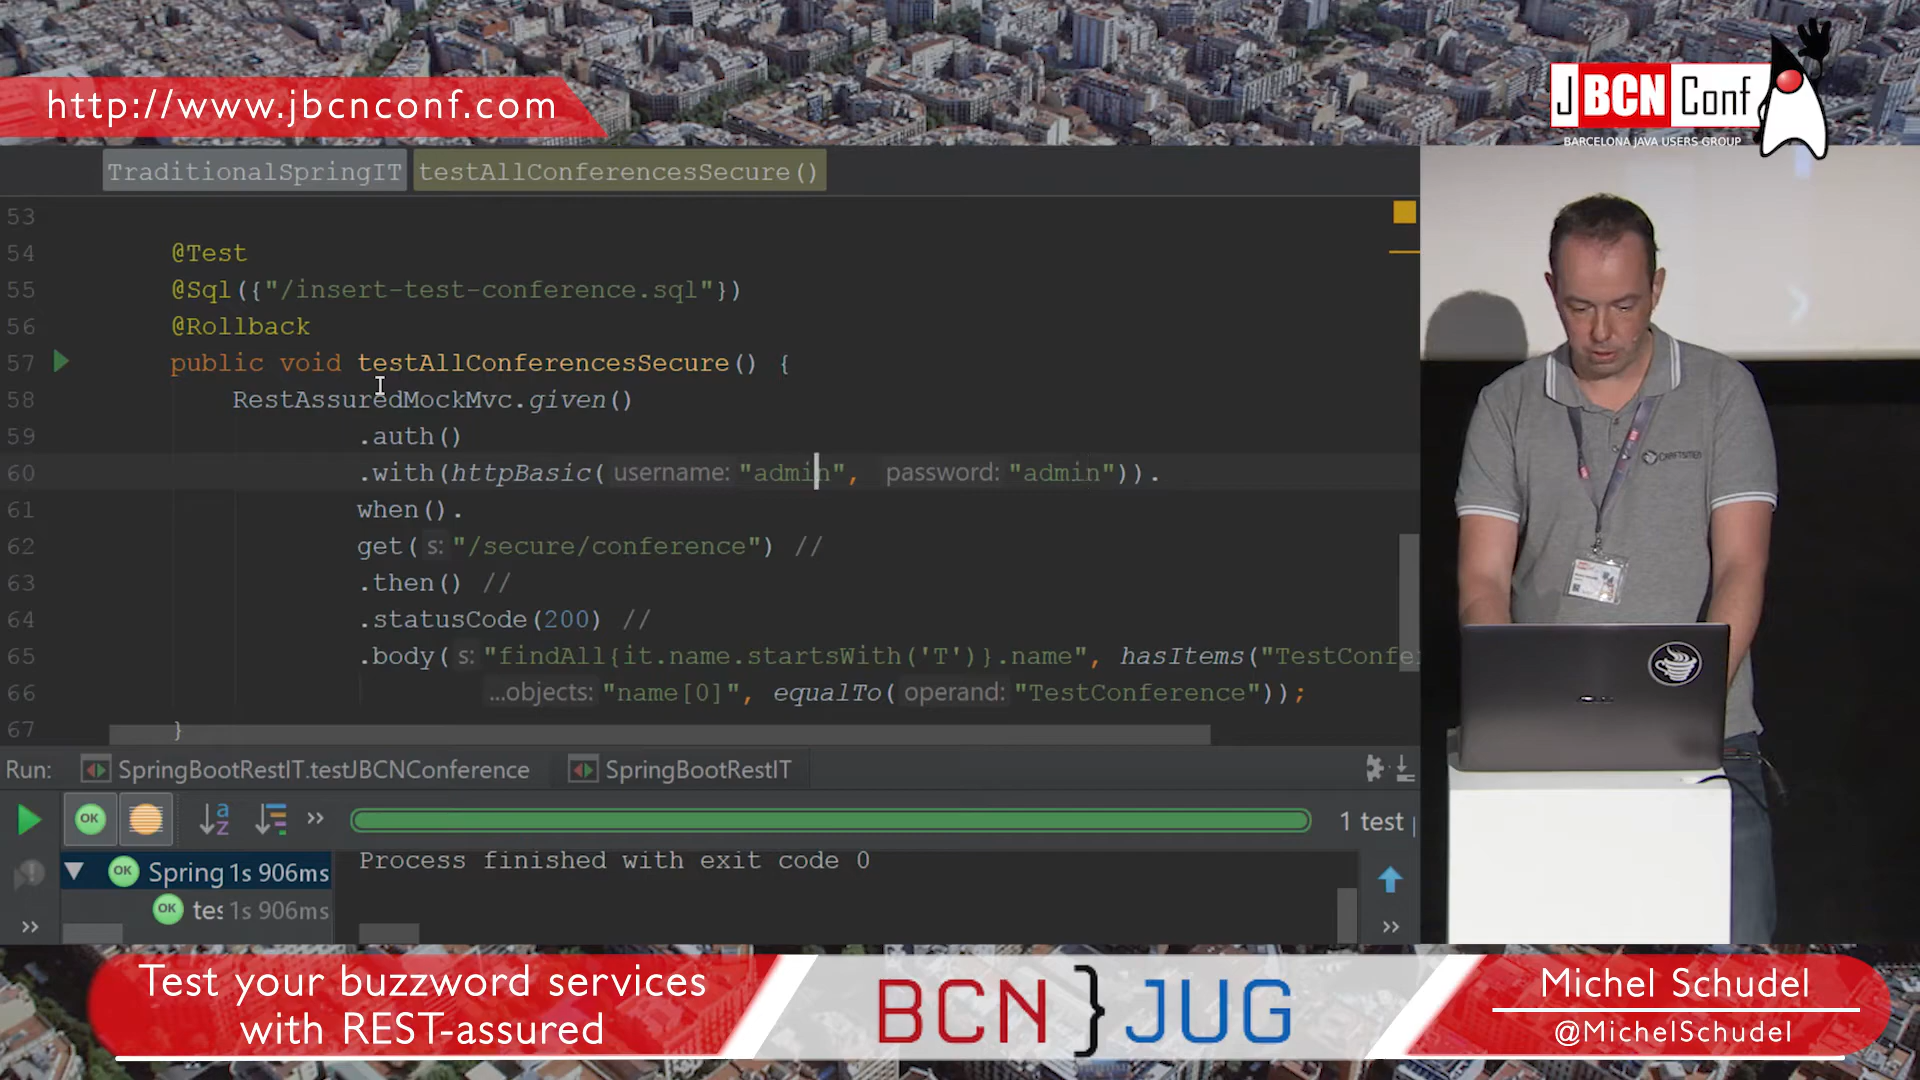 http://www.jbcnconf.com
JBCNConf
BARCELONA JAVA USERS GROUP
TraditionalSpringIT testAllConferencesSecure()
53
54 @Test
55 @Sql({"/insert-test-conference.sql"})
56 @Rollback
57 public void testAllConferencesSecure() {
58 RestAssuredMockMvc.given()
59 .auth()
60 .with(httpBasic( username: "admin", password: "admin")).
61 when().
62 get( s: "/secure/conference") //
63 .then() //
64 .statusCode(200) //
65 .body( s: "findAll{it.name.startsWith('T')}.name", hasItems("TestConfe
66 ...objects: "name[0]", equalTo( operand: "TestConference"));
67 }
Run: SpringBootRestIT.testJBCNConference SpringBootRestIT
OK 1 test
OK Spring 1s 906ms
OK tes 1s 906ms
Process finished with exit code 0
Test your buzzword services
with REST-assured
BCN}JUG
Michel Schudel
@MichelSchudel